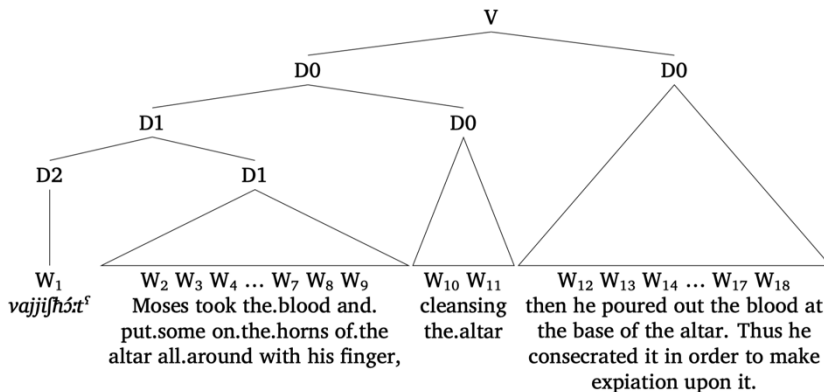 V
D0 D0
D1 D0
D2 D1
W₁ W₂ W₃ W₄ … W₇ W₈ W₉ W₁₀ W₁₁ W₁₂ W₁₃ W₁₄ … W₁₇ W₁₈
vajjiʃħɔ́ːtˤ Moses took the.blood and. cleansing then he poured out the blood at
put.some on.the.horns of.the the.altar the base of the altar. Thus he
altar all.around with his finger, consecrated it in order to make
expiation upon it.